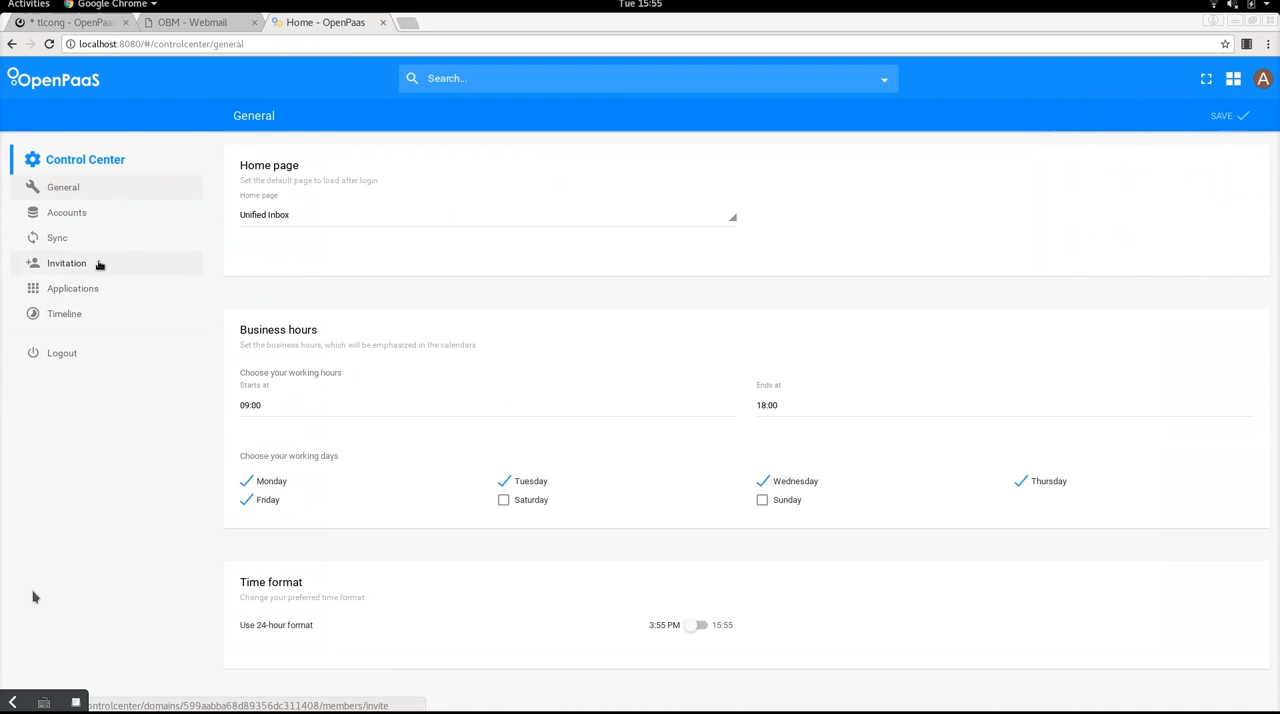 Activities Google Chrome Tue 15:55
* tlcong - OpenPaas OBM - Webmail Home - OpenPaas
localhost:8080/#/controlcenter/general
OpenPaaS Search... A
General SAVE
Control Center
General
Accounts
Sync
Invitation
Applications
Timeline
Logout
Home page
Set the default page to load after login
Home page
Unified Inbox
Business hours
Set the business hours, which will be emphasized in the calendars
Choose your working hours
Starts at Ends at
09:00 18:00
Choose your working days
Monday Tuesday Wednesday Thursday
Friday Saturday Sunday
Time format
Change your preferred time format
Use 24-hour format 3:55 PM 15:55
ontrolcenter/domains/599aabba68d89356dc311408/members/invite